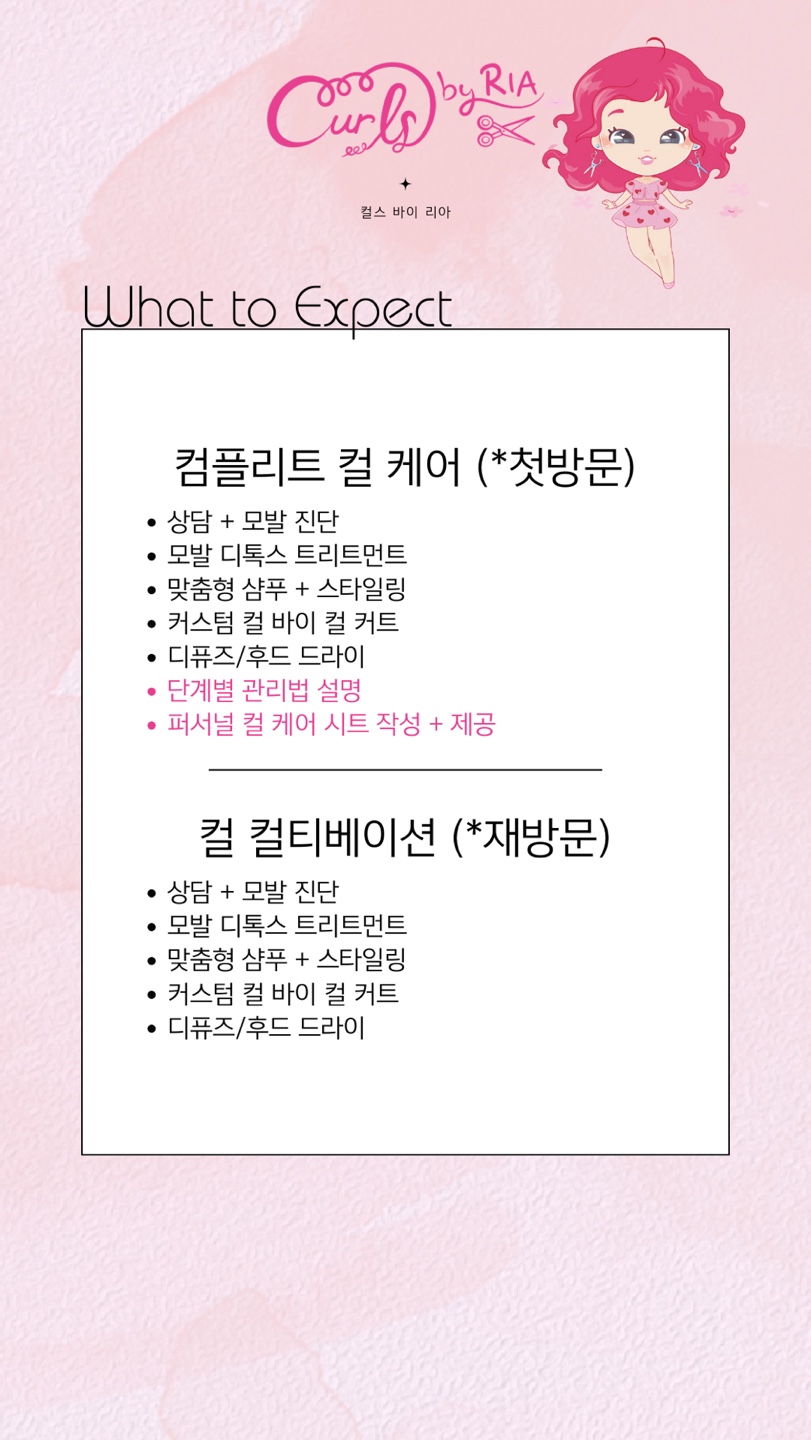 Curls by RIA
컬스 바이 리아
What to Expect
컴플리트 컬 케어 (*첫방문)
• 상담 + 모발 진단
• 모발 디톡스 트리트먼트
• 맞춤형 샴푸 + 스타일링
• 커스텀 컬 바이 컬 커트
• 디퓨즈/후드 드라이
• 단계별 관리법 설명
• 퍼서널 컬 케어 시트 작성 + 제공
컬 컬티베이션 (*재방문)
• 상담 + 모발 진단
• 모발 디톡스 트리트먼트
• 맞춤형 샴푸 + 스타일링
• 커스텀 컬 바이 컬 커트
• 디퓨즈/후드 드라이